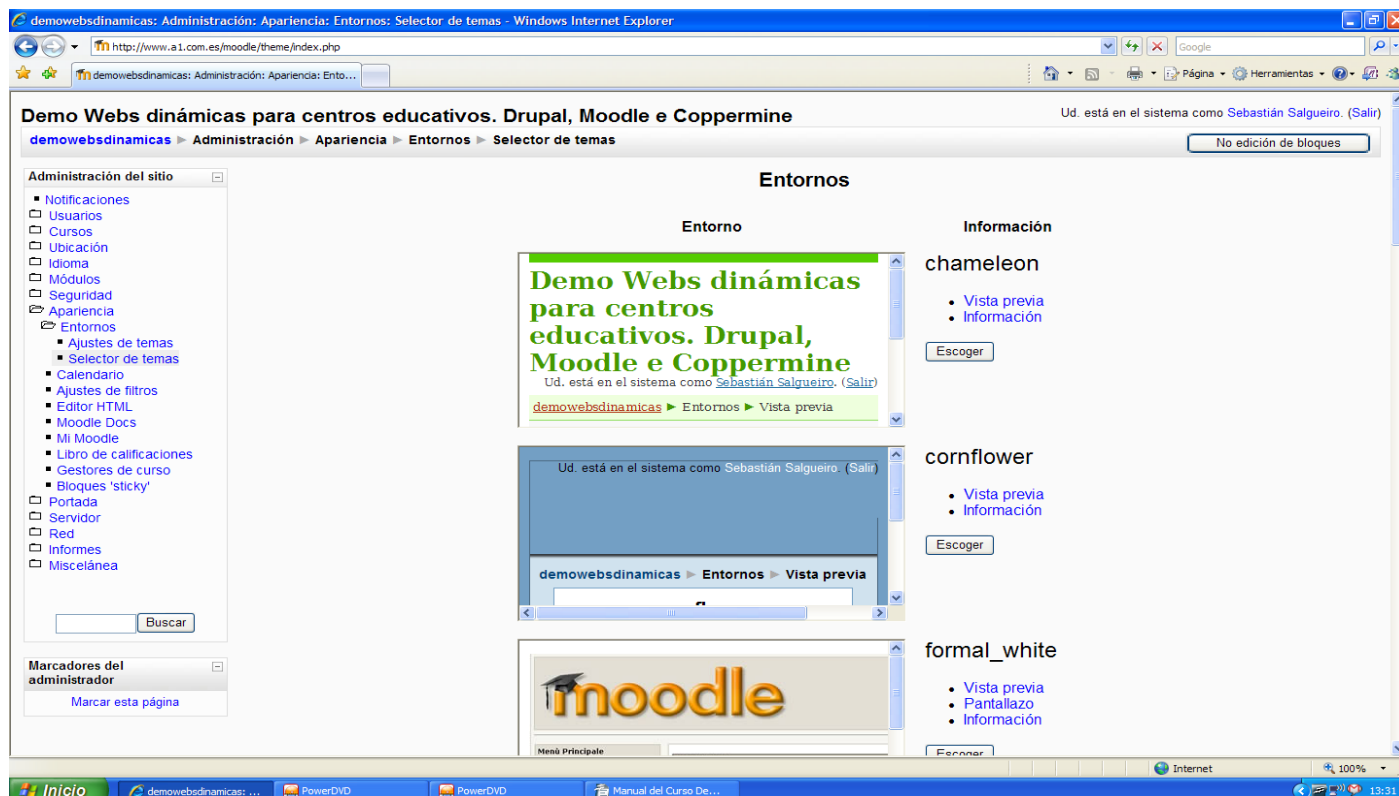 demowebsdinamicas: Administración: Apariencia: Entornos: Selector de temas - Windows Internet Explorer
http://www.a1.com.es/moodle/theme/index.php
Google
demowebsdinamicas: Administración: Apariencia: Ento...
Página
Herramientas
Demo Webs dinámicas para centros educativos. Drupal, Moodle e Coppermine
Ud. está en el sistema como Sebastián Salgueiro. (Salir)
demowebsdinamicas ► Administración ► Apariencia ► Entornos ► Selector de temas
No edición de bloques
Administración del sitio
Notificaciones
Usuarios
Cursos
Ubicación
Idioma
Módulos
Seguridad
Apariencia
Entornos
Ajustes de temas
Selector de temas
Calendario
Ajustes de filtros
Editor HTML
Moodle Docs
Mi Moodle
Libro de calificaciones
Gestores de curso
Bloques 'sticky'
Portada
Servidor
Red
Informes
Miscelánea
Buscar
Marcadores del
administrador
Marcar esta página
Entornos
Entorno
Información
Demo Webs dinámicas
para centros
educativos. Drupal,
Moodle e Coppermine
Ud. está en el sistema como Sebastián Salgueiro. (Salir)
demowebsdinamicas ► Entornos ► Vista previa
chameleon
Vista previa
Información
Escoger
Ud. está en el sistema como Sebastián Salgueiro. (Salir)
demowebsdinamicas ► Entornos ► Vista previa
cornflower
Vista previa
Información
Escoger
moodle
Menù Principale
formal_white
Vista previa
Pantallazo
Información
Escoger
Internet
100%
Inicio
demowebsdinamicas: ...
PowerDVD
PowerDVD
Manual del Curso De...
13:31